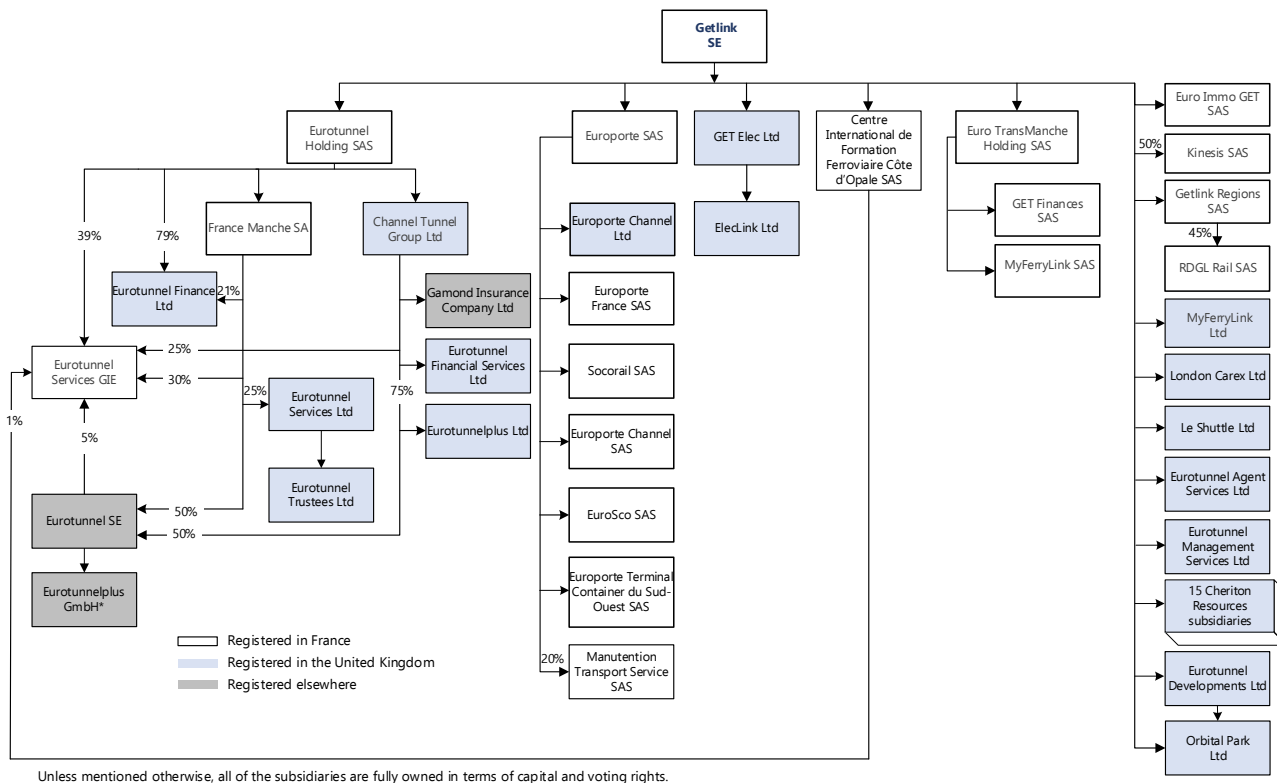 Getlink
SE
Eurotunnel
Holding SAS
Europorte SAS
GET Elec Ltd
Centre
International de
Formation
Ferroviaire Côte
d'Opale SAS
Euro TransManche
Holding SAS
Euro Immo GET
SAS
50%
Kinesis SAS
Getlink Regions
SAS
45%
RDGL Rail SAS
39%
79%
France Manche SA
Channel Tunnel
Group Ltd
Europorte Channel
Ltd
ElecLink Ltd
GET Finances
SAS
MyFerryLink SAS
Eurotunnel Finance
Ltd
21%
Gamond Insurance
Company Ltd
Europorte
France SAS
MyFerryLink
Ltd
Eurotunnel
Services GIE
25%
30%
Eurotunnel
Financial Services
Ltd
Socorail SAS
London Carex Ltd
1%
25%
Eurotunnel
Services Ltd
75%
Eurotunnelplus Ltd
Europorte Channel
SAS
Le Shuttle Ltd
5%
Eurotunnel
Trustees Ltd
Eurotunnel Agent
Services Ltd
Eurotunnel SE
50%
50%
EuroSco SAS
Eurotunnel
Management
Services Ltd
Eurotunnelplus
GmbH*
Europorte Terminal
Container du Sud-
Ouest SAS
15 Cheriton
Resources
subsidiaries
Registered in France
Registered in the United Kingdom
Registered elsewhere
20%
Manutention
Transport Service
SAS
Eurotunnel
Developments Ltd
Orbital Park
Ltd
Unless mentioned otherwise, all of the subsidiaries are fully owned in terms of capital and voting rights.